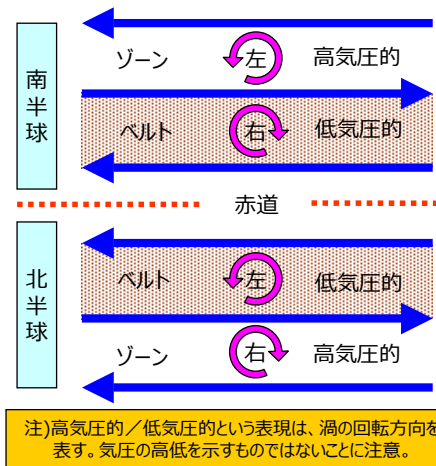 南半球
ゾーン 左 高気圧的
ベルト 右 低気圧的
赤道
北半球
ベルト 左 低気圧的
ゾーン 右 高気圧的
注)高気圧的／低気圧的という表現は、渦の回転方向を
表す。気圧の高低を示すものではないことに注意。